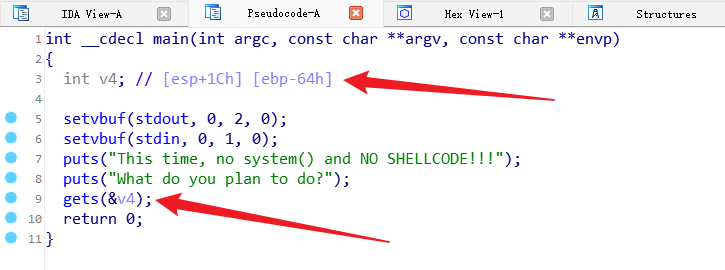 IDA View-A Pseudocode-A Hex View-1 Structures
1 int __cdecl main(int argc, const char **argv, const char **envp)
2 {
3 int v4; // [esp+1Ch] [ebp-64h]
4
5 setvbuf(stdout, 0, 2, 0);
6 setvbuf(stdin, 0, 1, 0);
7 puts("This time, no system() and NO SHELLCODE!!!");
8 puts("What do you plan to do?");
9 gets(&v4);
10 return 0;
11 }